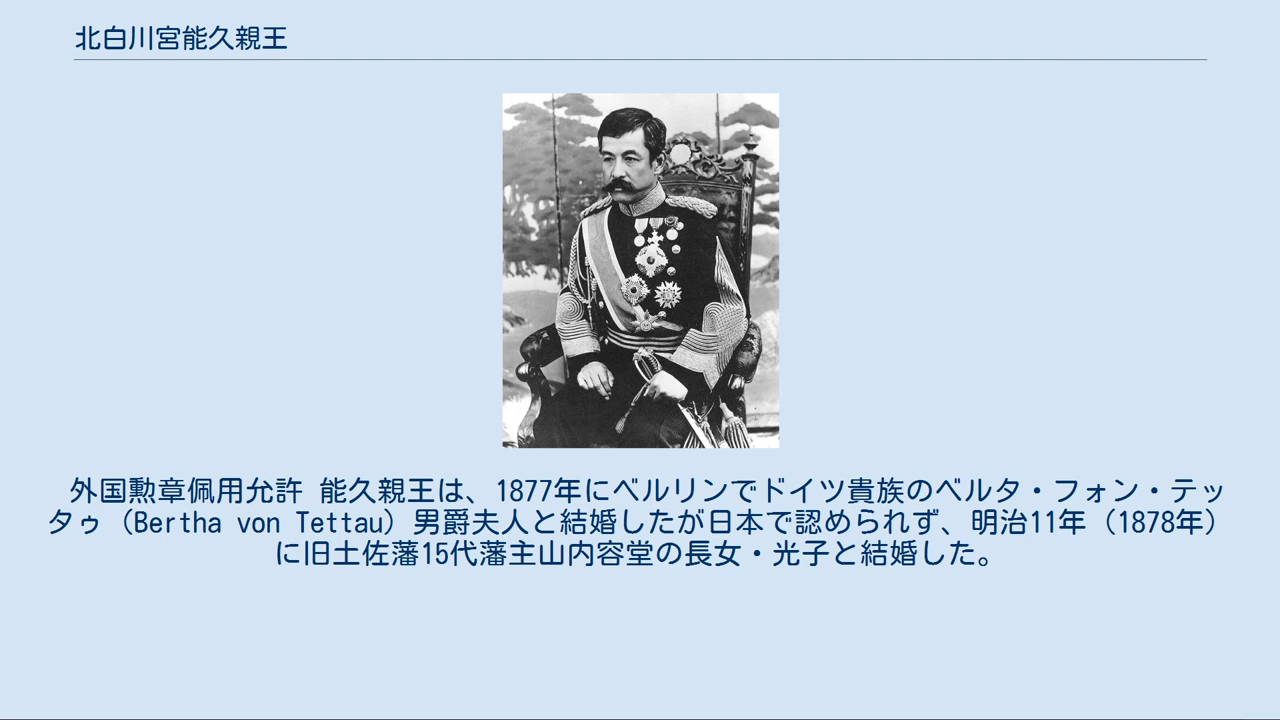 北白川宮能久親王
外国勲章佩用允許 能久親王は、1877年にベルリンでドイツ貴族のベルタ・フォン・テッ
タゥ（Bertha von Tettau）男爵夫人と結婚したが日本で認められず、明治11年（1878年）
に旧土佐藩15代藩主山内容堂の長女・光子と結婚した。